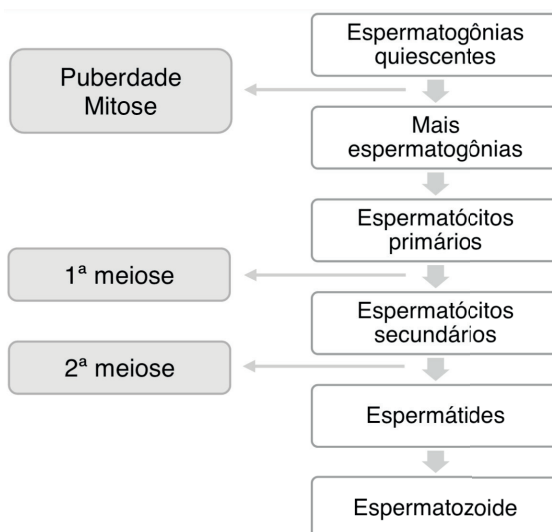 Espermatogônias
quiescentes
Puberdade
Mitose
Mais
espermatogônias
Espermatócitos
primários
1ª meiose
Espermatócitos
secundários
2ª meiose
Espermátides
Espermatozoide